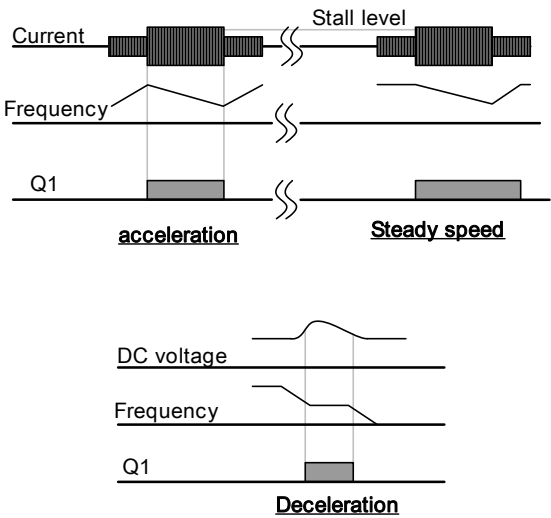 Stall level
Current
Frequency
Q1
acceleration
Steady speed
DC voltage
Frequency
Q1
Deceleration